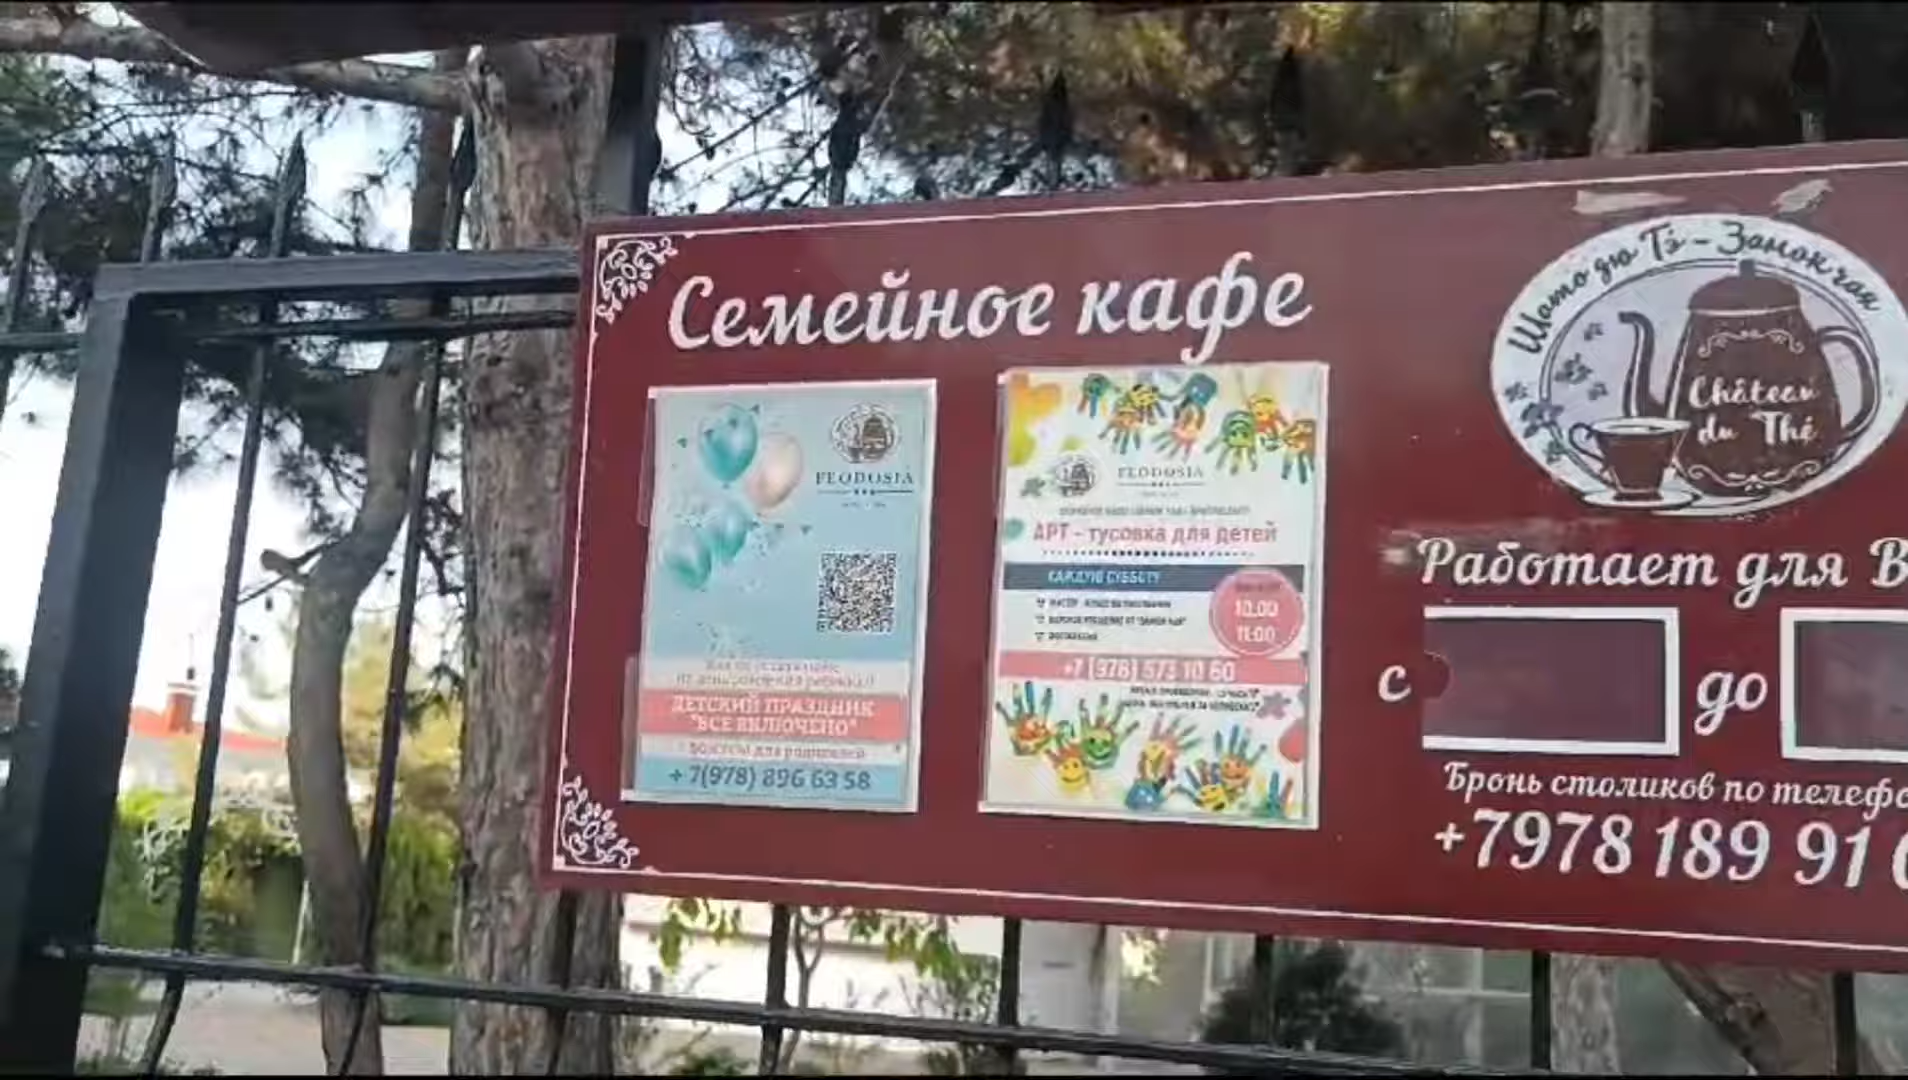 Семейное кафе
FEODOSIA
ДЕТСКИЙ ПРАЗДНИК
"ВСЕ ВКЛЮЧЕНО"
+ 7(978) 896 63 58
FEODOSIA
АРТ - тусовка для детей
КАЖДУЮ СУББОТУ
10.00
11.00
+7 (978) 573 10 60
Шато дю Тэ - Замок чая
Château
du Thé
Работает для В
с до
Бронь столиков по телефо
+7978 189 91